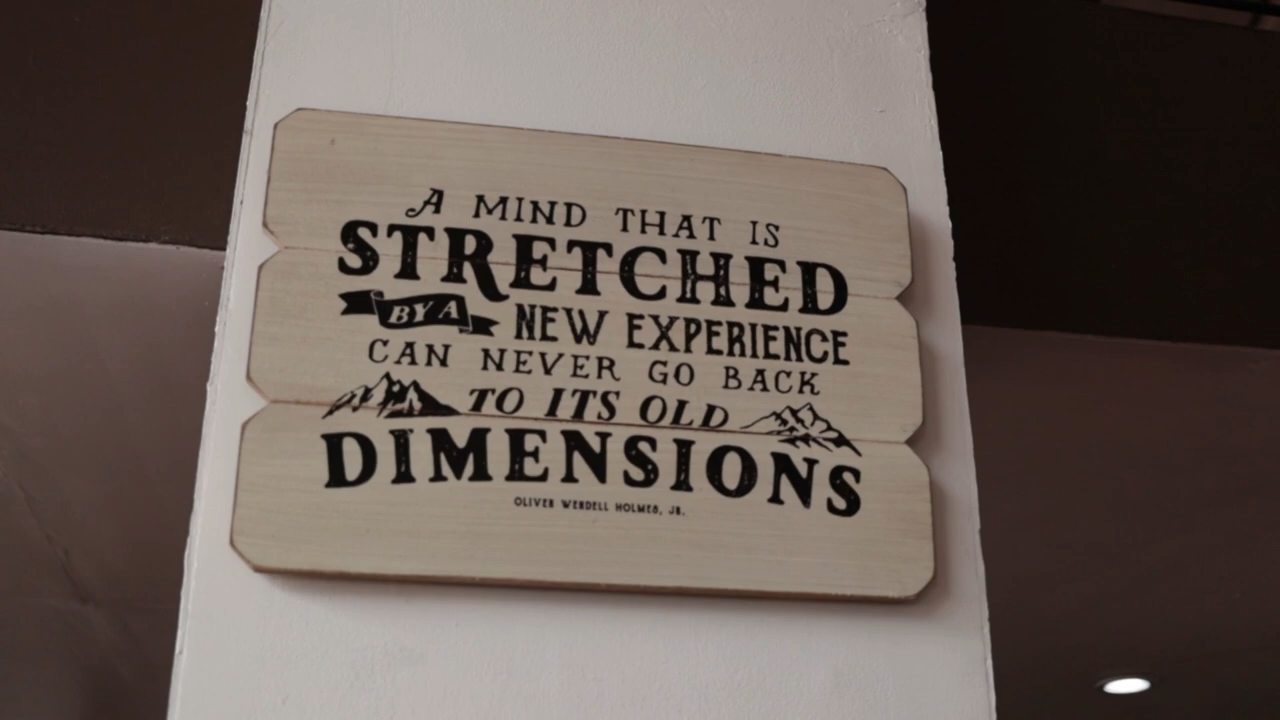 A MIND THAT IS
STRETCHED
BY A NEW EXPERIENCE
CAN NEVER GO BACK
TO ITS OLD
DIMENSIONS
OLIVER WENDELL HOLMES, JR.